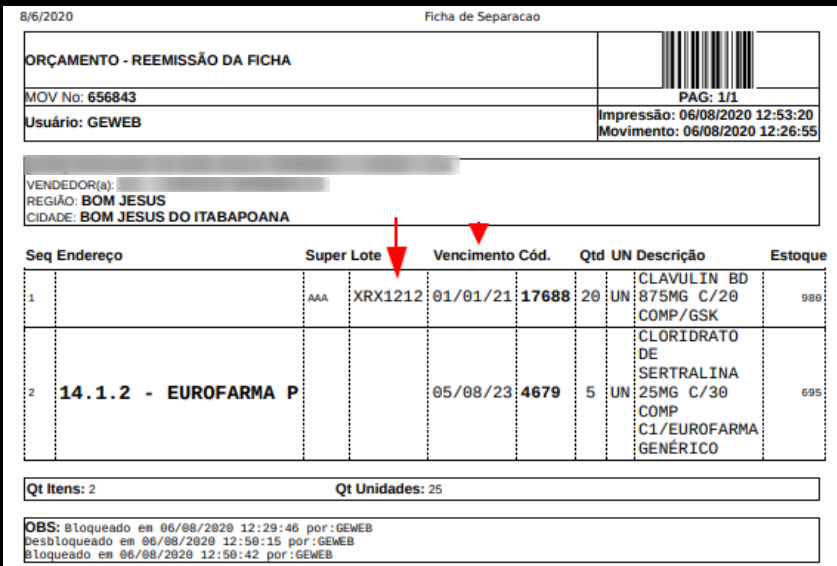 8/6/2020 Ficha de Separacao
ORÇAMENTO - REEMISSÃO DA FICHA
MOV No: 656843 PAG: 1/1
Usuário: GEWEB Impressão: 06/08/2020 12:53:20
Movimento: 06/08/2020 12:26:55
VENDEDOR(a):
REGIÃO: BOM JESUS
CIDADE: BOM JESUS DO ITABAPOANA
Seq Endereço Super Lote Vencimento Cód. Qtd UN Descrição Estoque
1 AAA XRX1212 01/01/21 17688 20 UN CLAVULIN BD 875MG C/20 COMP/GSK 980
2 14.1.2 - EUROFARMA P 05/08/23 4679 5 UN CLORIDRATO DE SERTRALINA 25MG C/30 COMP C1/EUROFARMA GENÉRICO 695
Qt Itens: 2 Qt Unidades: 25
OBS: Bloqueado em 06/08/2020 12:29:46 por:GEWEB
Desbloqueado em 06/08/2020 12:50:15 por:GEWEB
Bloqueado em 06/08/2020 12:50:42 por:GEWEB